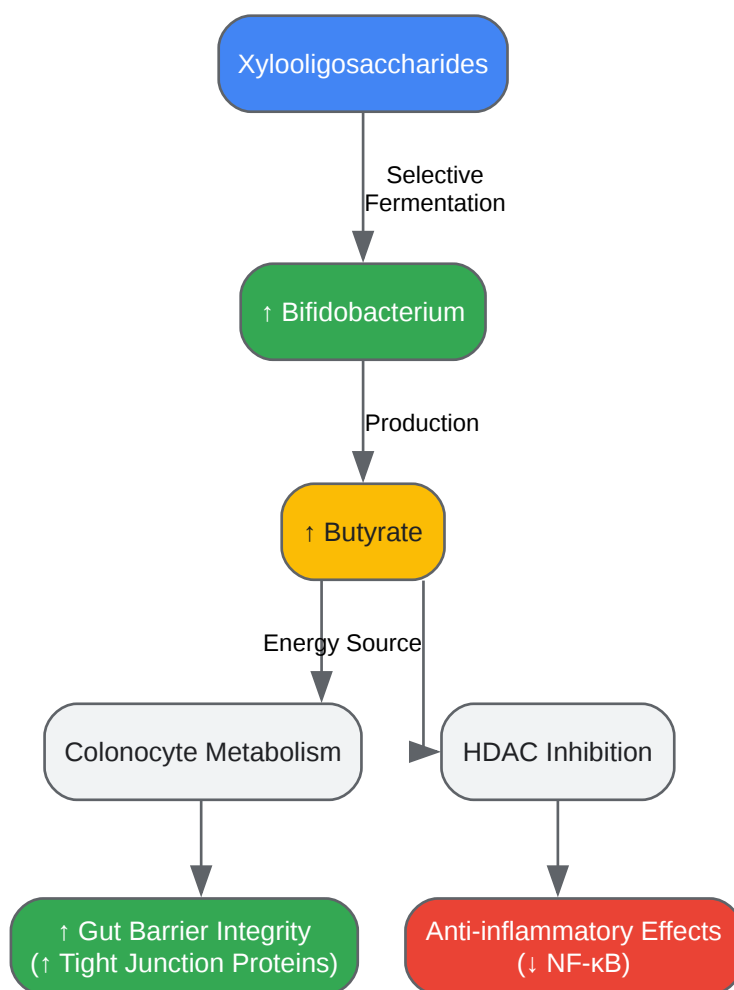 Xylooligosaccharides
Selective
Fermentation
↑ Bifidobacterium
Production
↑ Butyrate
Energy Source
Colonocyte Metabolism
HDAC Inhibition
↑ Gut Barrier Integrity
(↑ Tight Junction Proteins)
Anti-inflammatory Effects
(↓ NF-κB)